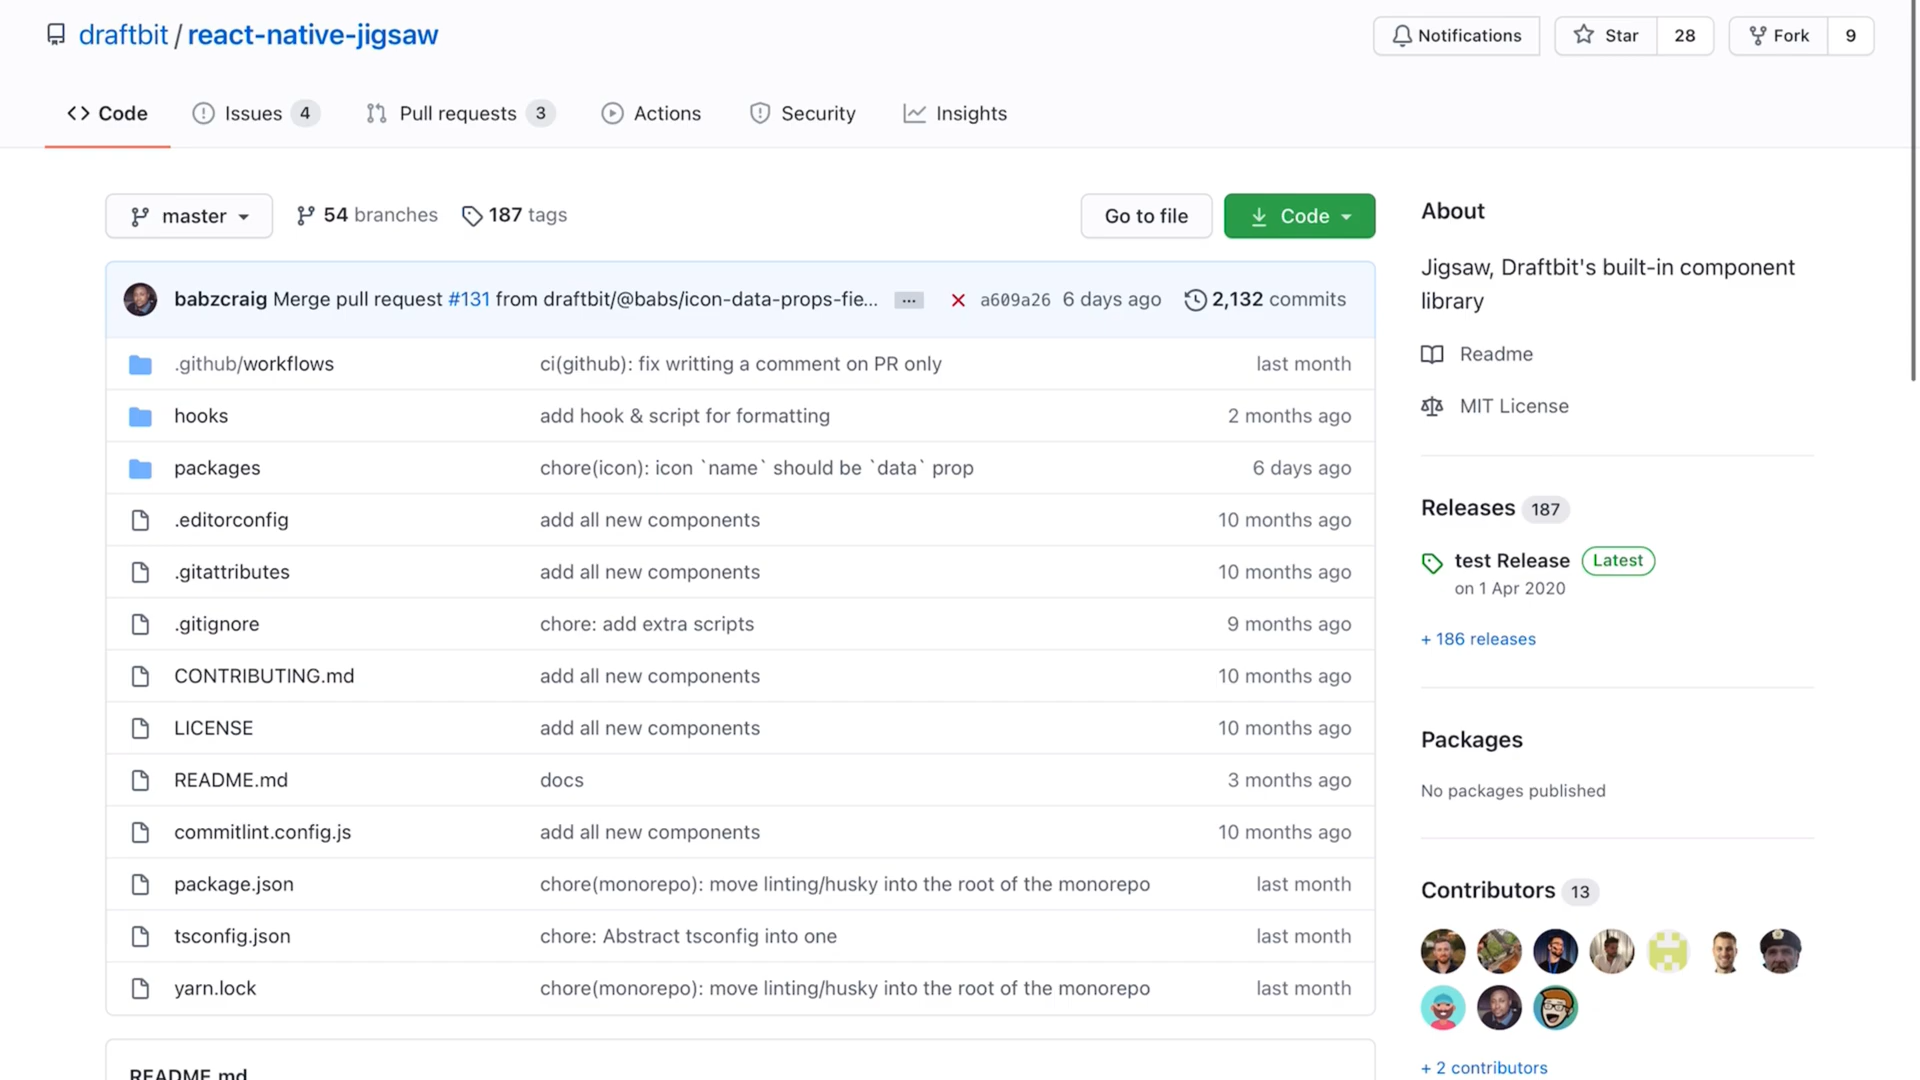 draftbit / react-native-jigsaw
Notifications
Star 28
Fork 9
Code
Issues 4
Pull requests 3
Actions
Security
Insights
master
54 branches
187 tags
Go to file
Code
babzcraig Merge pull request #131 from draftbit/@babs/icon-data-props-fie... ... a609a26 6 days ago 2,132 commits
.github/workflows ci(github): fix writting a comment on PR only last month
hooks add hook & script for formatting 2 months ago
packages chore(icon): icon `name` should be `data` prop 6 days ago
.editorconfig add all new components 10 months ago
.gitattributes add all new components 10 months ago
.gitignore chore: add extra scripts 9 months ago
CONTRIBUTING.md add all new components 10 months ago
LICENSE add all new components 10 months ago
README.md docs 3 months ago
commitlint.config.js add all new components 10 months ago
package.json chore(monorepo): move linting/husky into the root of the monorepo last month
tsconfig.json chore: Abstract tsconfig into one last month
yarn.lock chore(monorepo): move linting/husky into the root of the monorepo last month
README.md
About
Jigsaw, Draftbit's built-in component
library
Readme
MIT License
Releases 187
test Release Latest
on 1 Apr 2020
+ 186 releases
Packages
No packages published
Contributors 13
+ 2 contributors